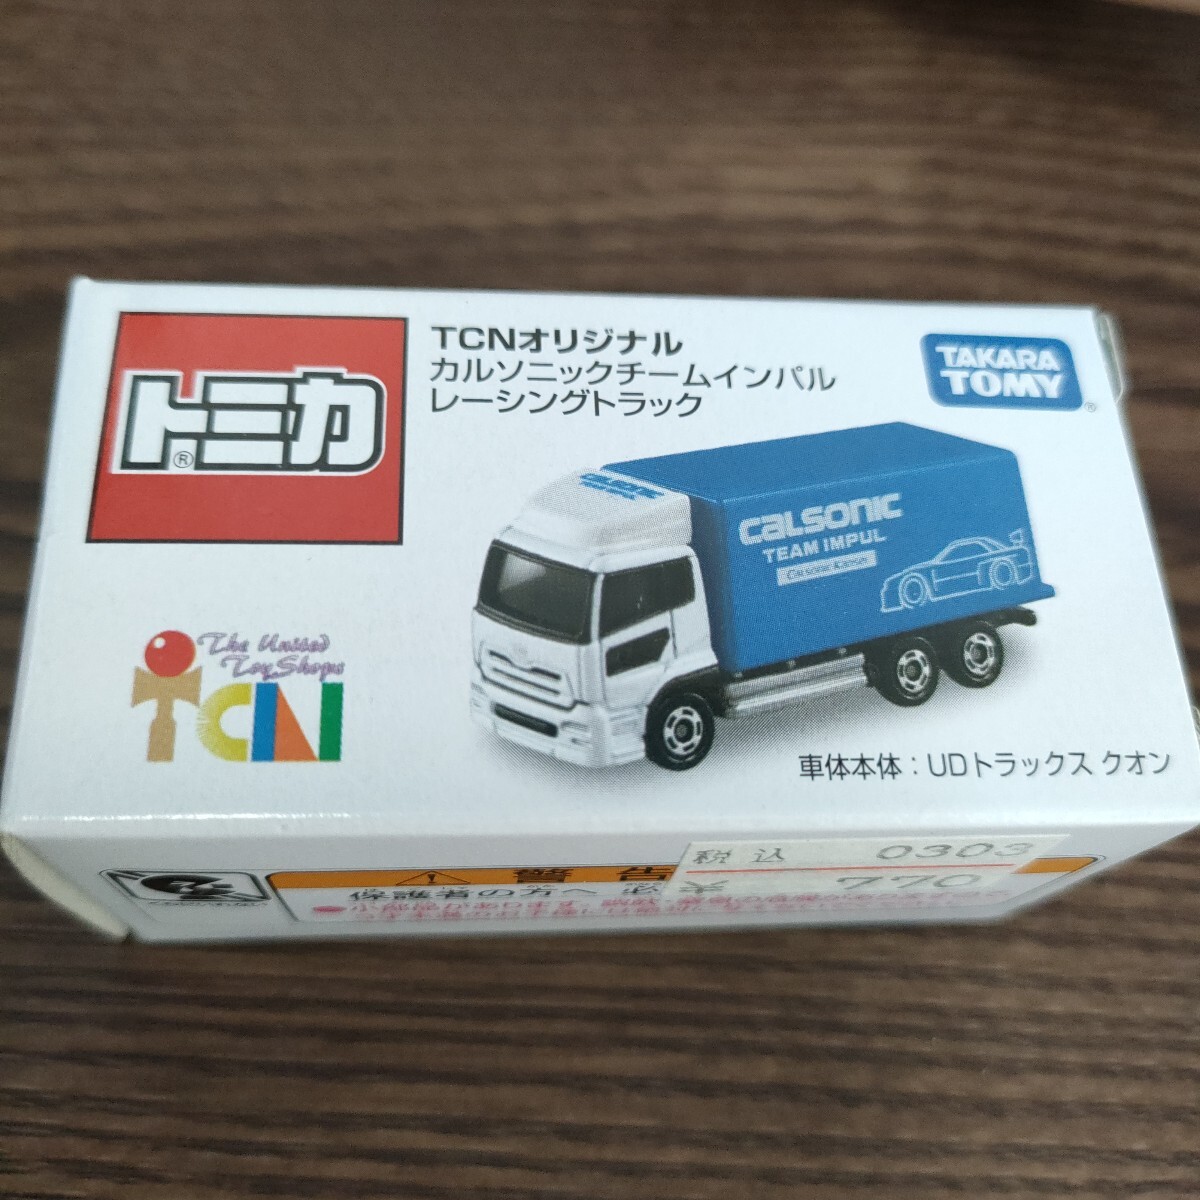 トミカ®
TCNオリジナル
カルソニックチームインパル
レーシングトラック
TAKARA
TOMY®
calsonic
CALSONIC
TEAM IMPUL
The United
Toy Shops
TCN
車体本体：UDトラックス クオン
税込 0303
¥ 770
警告
保護者の方へ 必